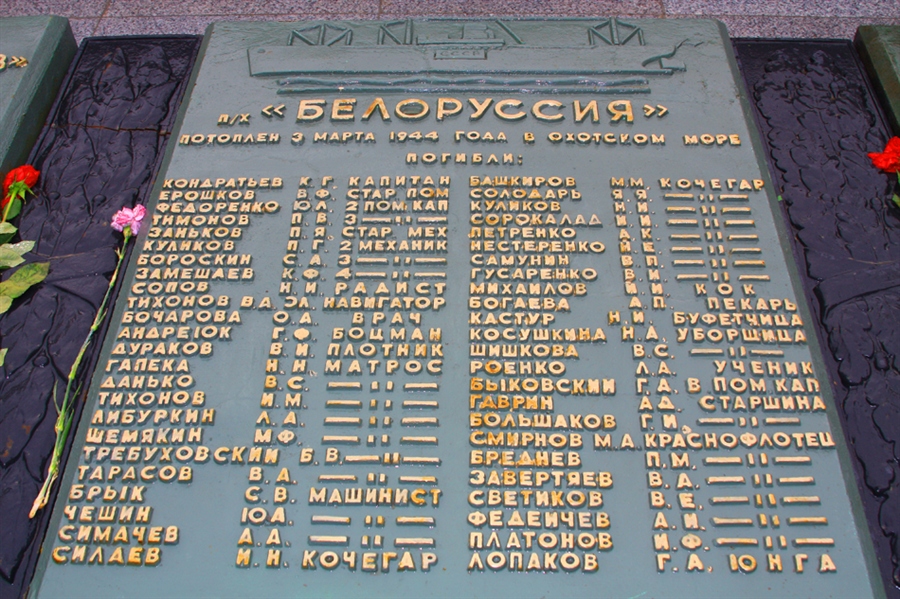 П/Х «БЕЛОРУССИЯ»
ПОТОПЛЕН 3 МАРТА 1944 ГОДА В ОХОТСКОМ МОРЕ
ПОГИБЛИ:
КОНДРАТЬЕВ К.Г. КАПИТАН
ЕРОШКОВ В.Ф. СТАР ПОМ
ФЕДОРЕНКО Ю.Л. 2 ПОМ КАП
ТИМОНОВ П.В. 3 — " —
ЗАНЬКОВ П.Я СТАР МЕХ
КУЛИКОВ П.Г. 2 МЕХАНИК
БОРОСКИН С.А. 3 — " —
ЗАМЕШАЕВ К.Ф. 4 — " —
СОПОВ Н И РАДИСТ
ТИХОНОВ В.А. ЭЛ НАВИГАТОР
БОЧАРОВА О.А. ВРАЧ
АНДРЕЮК Г.Ф. БОЦМАН
ДУРАКОВ В.И ПЛОТНИК
ГАПЕКА Н.Н МАТРОС
ДАНЬКО В.С. — " —
ТИХОНОВ И.М. — " —
ЛИБУРКИН Л.А. — " —
ШЕМЯКИН М.Ф. — " —
ТРЕБУХОВСКИЙ Б.В. — " —
ТАРАСОВ В.А. — " —
БРЫК С.В. МАШИНИСТ
ЧЕШИН Ю.А. — " —
СИМАЧЕВ А.А. — " —
СИЛАЕВ И.Н. КОЧЕГАР
БАШКИРОВ М М. КОЧЕГАР
СОЛОДАРЬ Я Я. — " —
КУЛИКОВ Н.И. — " —
СОРОКАЛАД И.И. — " —
ПЕТРЕНКО А.К. — " —
НЕСТЕРЕНКО Н.Е. — " —
САМУНИН В.П. — " —
ГУСАРЕНКО В.И. — " —
МИХАЙЛОВ И.И. КОК
БОГАЕВА А.П. ПЕКАРЬ
КАСТУР Н.И. БУФЕТЧИЦА
КОСУШКИНА Н.А. УБОРЩИЦА
ШИШКОВА В.С. — " —
РОЕНКО Л.А. УЧЕНИК
БЫКОВСКИЙ Г.А. В ПОМ КАП
ГАВРИН А.Д. СТАРШИНА
БОЛЬШАКОВ Г.И. — " —
СМИРНОВ М.А. КРАСНОФЛОТЕЦ
БРЕДНЕВ П.М. — " —
ЗАВЕРТЯЕВ В.А. — " —
СВЕТИКОВ В.Е. — " —
ФЕДЕИЧЕВ А.И. — " —
ПЛАТОНОВ И.Ф. — " —
ЛОПАКОВ Г.А. ЮНГА